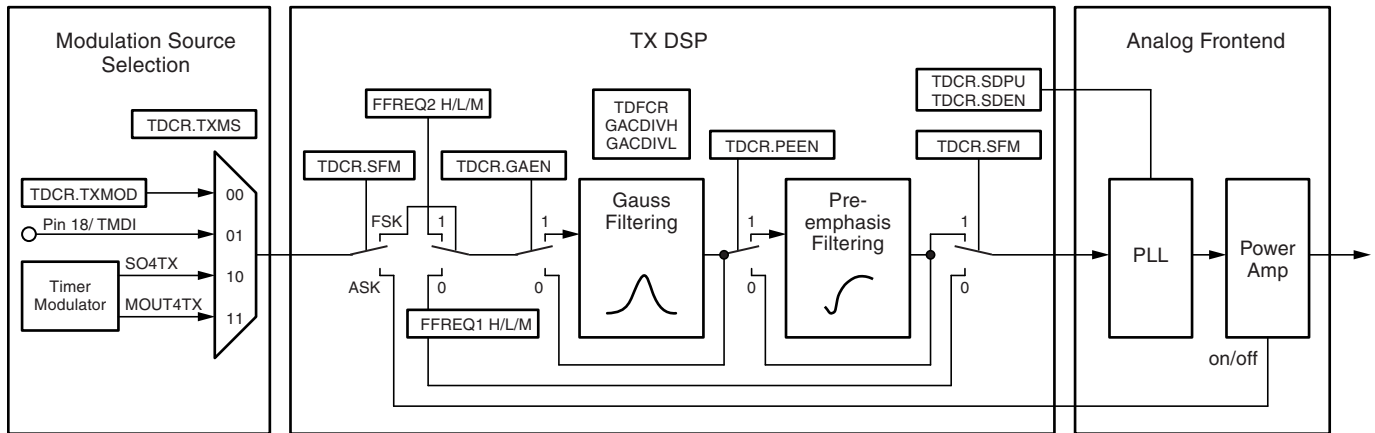 Modulation Source
Selection
TDCR.TXMS
TDCR.TXMOD
Pin 18/ TMDI
SO4TX
Timer
Modulator
MOUT4TX
00
01
10
11
TX DSP
FFREQ2 H/L/M
TDCR.SFM
TDCR.GAEN
FSK
ASK
1
0
FFREQ1 H/L/M
1
0
TDFCR
GACDIVH
GACDIVL
Gauss
Filtering
TDCR.PEEN
1
0
Pre-
emphasis
Filtering
TDCR.SFM
1
0
Analog Frontend
TDCR.SDPU
TDCR.SDEN
PLL
Power
Amp
on/off